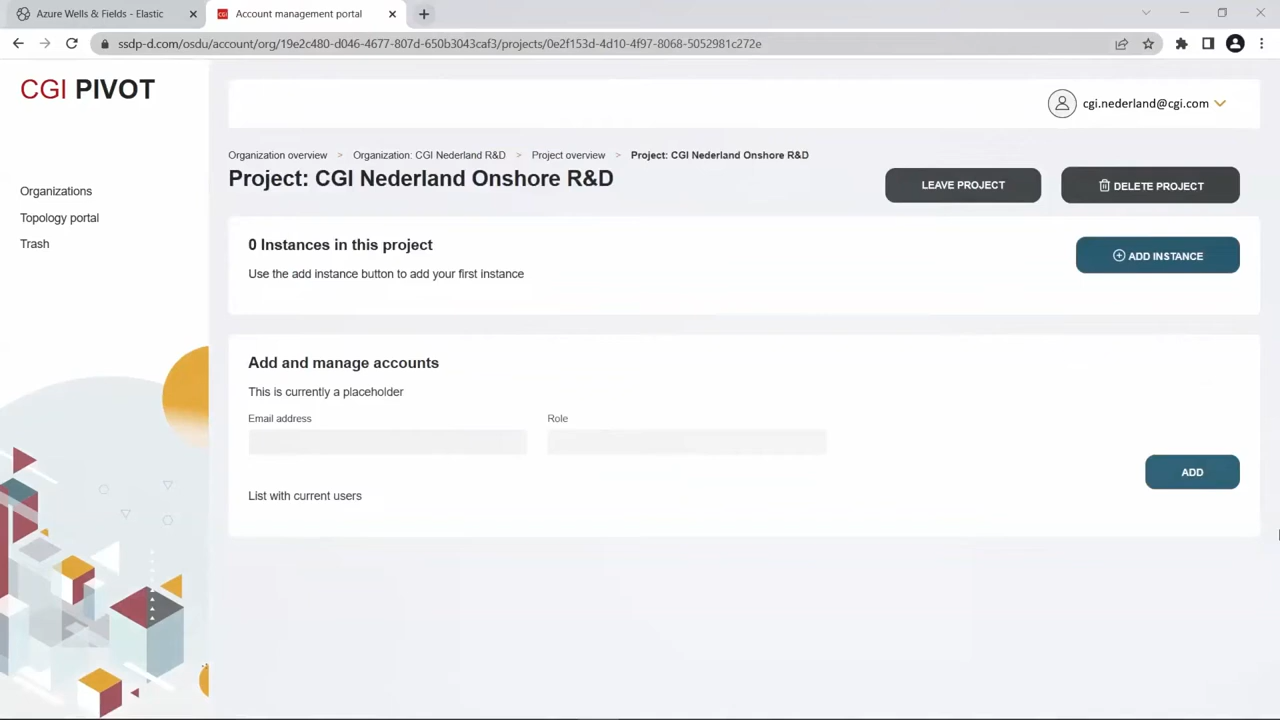 Azure Wells & Fields - Elastic
Account management portal
ssdp-d.com/osdu/account/org/19e2c480-d046-4677-807d-650b3043caf3/projects/0e2f153d-4d10-4f97-8068-5052981c272e
CGI PIVOT
cgi.nederland@cgi.com
Organization overview > Organization: CGI Nederland R&D > Project overview > Project: CGI Nederland Onshore R&D
Project: CGI Nederland Onshore R&D
LEAVE PROJECT
DELETE PROJECT
Organizations
Topology portal
Trash
0 Instances in this project
Use the add instance button to add your first instance
ADD INSTANCE
Add and manage accounts
This is currently a placeholder
Email address
Role
ADD
List with current users